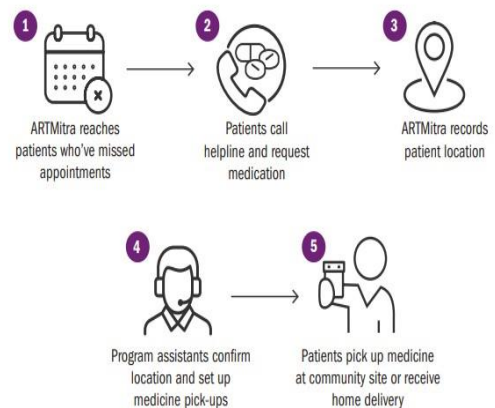 1
2
3
ARTMitra reaches
patients who've missed
appointments
Patients call
helpline and request
medication
ARTMitra records
patient location
4
5
Program assistants confirm
location and set up
medicine pick-ups
Patients pick up medicine
at community site or receive
home delivery